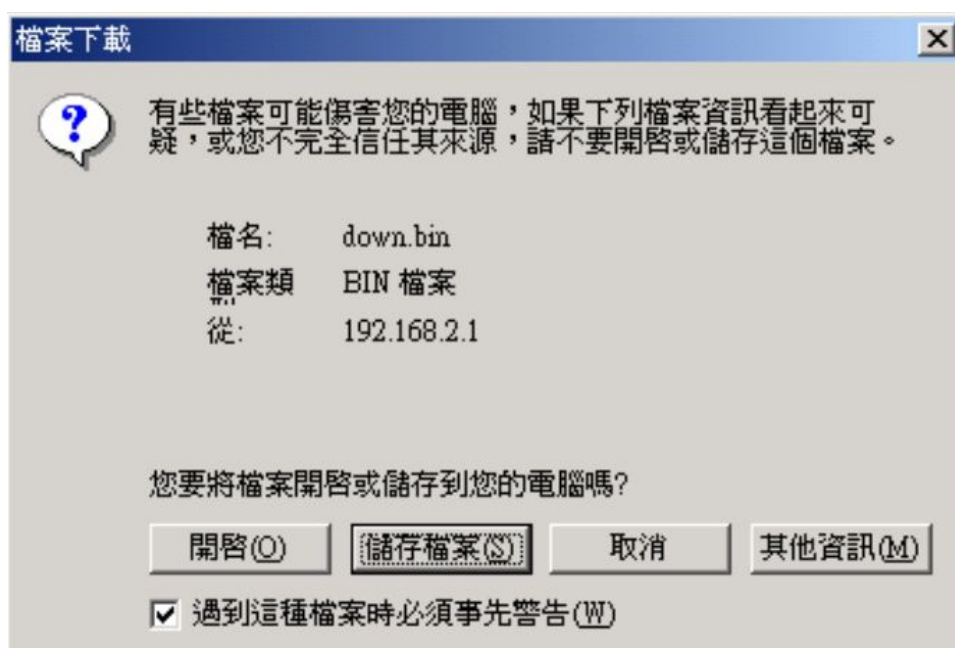 檔案下載
有些檔案可能傷害您的電腦，如果下列檔案資訊看起來可
疑，或您不完全信任其來源，請不要開啓或儲存這個檔案。
檔名: down.bin
檔案類 BIN 檔案
從: 192.168.2.1
您要將檔案開啓或儲存到您的電腦嗎?
開啓(O) 儲存檔案(S) 取消 其他資訊(M)
遇到這種檔案時必須事先警告(W)